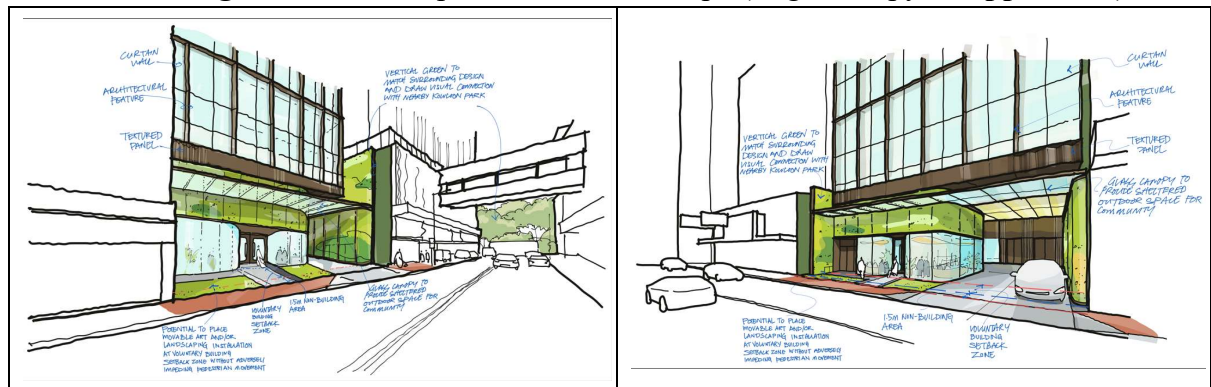 CURTAIN
WALL
ARCHITECTURAL
FEATURE
TEXTURED
PANEL
VERTICAL GREEN TO
MATCH SURROUNDING DESIGN
AND DRAW VISUAL CONNECTION
WITH NEARBY KOWLOON PARK
GLASS CANOPY TO
PROVIDE SHELTERED
OUTDOOR SPACE FOR
COMMUNITY
1.5M NON-BUILDING
AREA
VOLUNTARY
BUILDING
SETBACK
ZONE
POTENTIAL TO PLACE
MOVABLE ART AND/OR
LANDSCAPING INSTALLATION
AT VOLUNTARY BUILDING
SETBACK ZONE WITHOUT ADVERSELY
IMPEDING PEDESTRIAN MOVEMENT
CURTAIN
WALL
ARCHITECTURAL
FEATURE
TEXTURED
PANEL
VERTICAL GREEN TO
MATCH SURROUNDING
DESIGN AND DRAW
VISUAL CONNECTION WITH
NEARBY KOWLOON PARK
GLASS CANOPY TO
PROVIDE SHELTERED
OUTDOOR SPACE FOR
COMMUNITY
POTENTIAL TO PLACE
MOVABLE ART AND/OR
LANDSCAPING INSTALLATION
AT VOLUNTARY BUILDING
SETBACK ZONE WITHOUT ADVERSELY
IMPEDING PEDESTRIAN MOVEMENT
1.5M NON-BUILDING
AREA
VOLUNTARY
BUILDING
SETBACK
ZONE